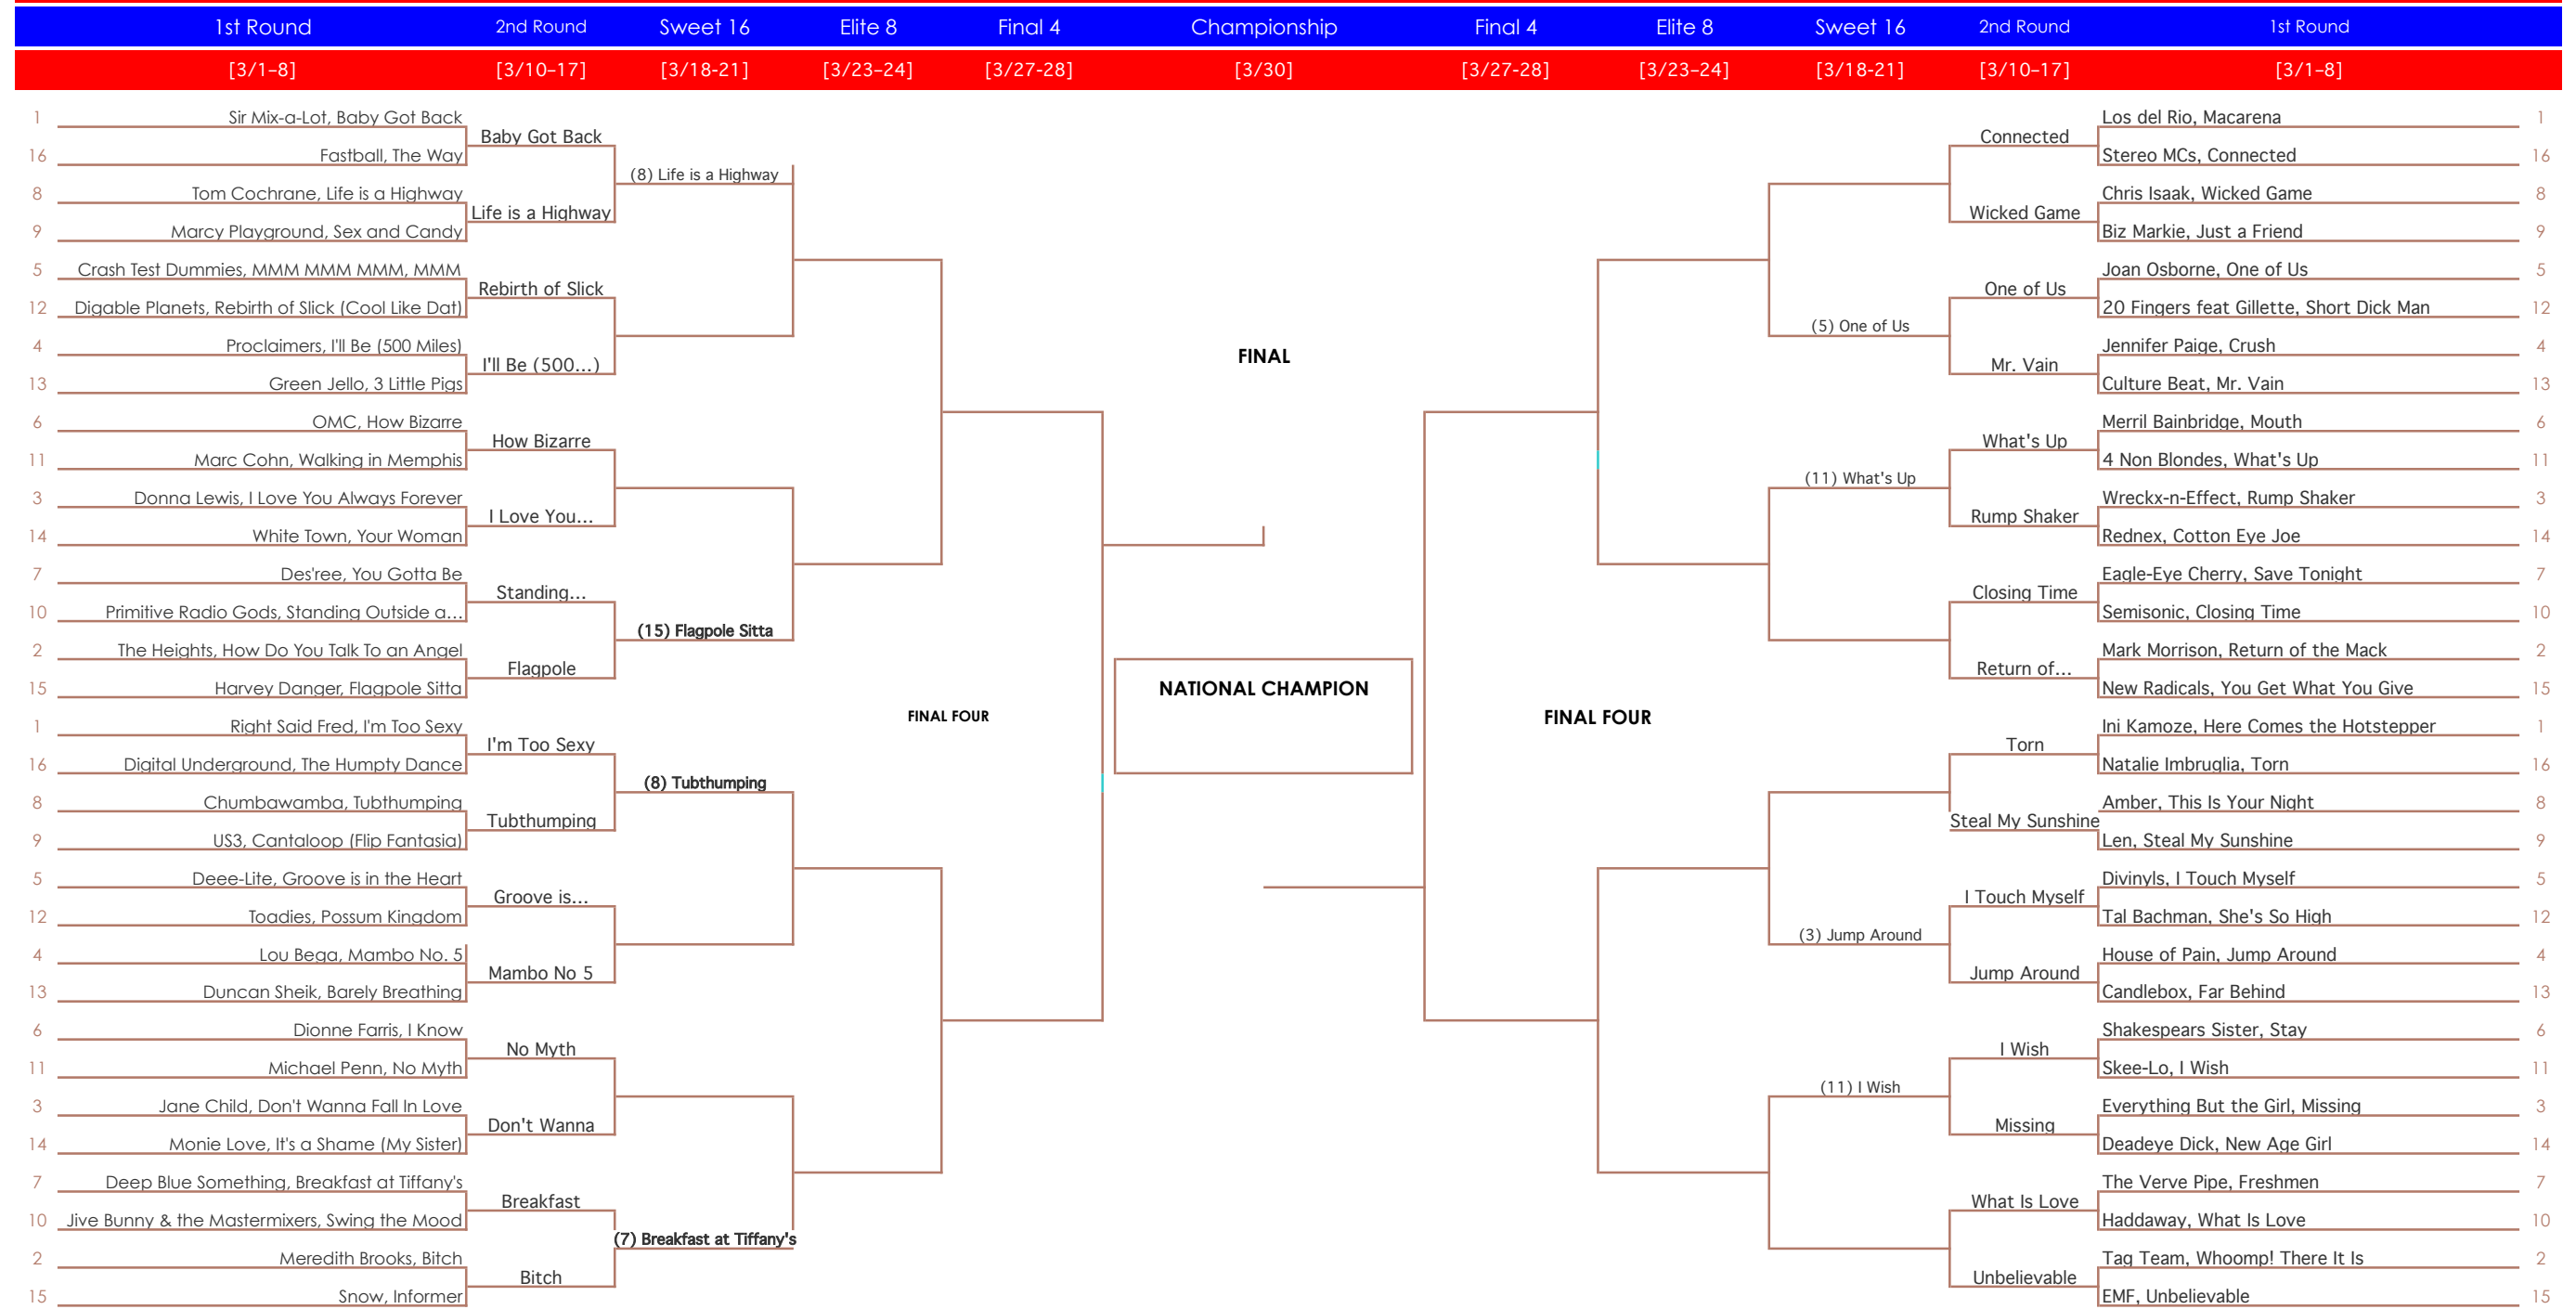 1st Round 2nd Round Sweet 16 Elite 8 Final 4 Championship Final 4 Elite 8 Sweet 16 2nd Round 1st Round
[3/1–8] [3/10–17] [3/18-21] [3/23–24] [3/27-28] [3/30] [3/27-28] [3/23–24] [3/18-21] [3/10–17] [3/1–8]
1 Sir Mix-a-Lot, Baby Got Back
Baby Got Back
16 Fastball, The Way
(8) Life is a Highway
8 Tom Cochrane, Life is a Highway
Life is a Highway
9 Marcy Playground, Sex and Candy
5 Crash Test Dummies, MMM MMM MMM, MMM
Rebirth of Slick
12 Digable Planets, Rebirth of Slick (Cool Like Dat)
4 Proclaimers, I'll Be (500 Miles)
I'll Be (500...)
13 Green Jello, 3 Little Pigs
6 OMC, How Bizarre
How Bizarre
11 Marc Cohn, Walking in Memphis
3 Donna Lewis, I Love You Always Forever
I Love You...
14 White Town, Your Woman
7 Des'ree, You Gotta Be
Standing...
10 Primitive Radio Gods, Standing Outside a...
(15) Flagpole Sitta
2 The Heights, How Do You Talk To an Angel
Flagpole
15 Harvey Danger, Flagpole Sitta
1 Right Said Fred, I'm Too Sexy
I'm Too Sexy
16 Digital Underground, The Humpty Dance
(8) Tubthumping
8 Chumbawamba, Tubthumping
Tubthumping
9 US3, Cantaloop (Flip Fantasia)
5 Deee-Lite, Groove is in the Heart
Groove is...
12 Toadies, Possum Kingdom
4 Lou Bega, Mambo No. 5
Mambo No 5
13 Duncan Sheik, Barely Breathing
6 Dionne Farris, I Know
No Myth
11 Michael Penn, No Myth
3 Jane Child, Don't Wanna Fall In Love
Don't Wanna
14 Monie Love, It's a Shame (My Sister)
7 Deep Blue Something, Breakfast at Tiffany's
Breakfast
10 Jive Bunny & the Mastermixers, Swing the Mood
(7) Breakfast at Tiffany's
2 Meredith Brooks, Bitch
Bitch
15 Snow, Informer
FINAL
NATIONAL CHAMPION
FINAL FOUR
FINAL FOUR
Los del Rio, Macarena 1
Connected
Stereo MCs, Connected 16
Chris Isaak, Wicked Game 8
Wicked Game
Biz Markie, Just a Friend 9
Joan Osborne, One of Us 5
One of Us
20 Fingers feat Gillette, Short Dick Man 12
(5) One of Us
Jennifer Paige, Crush 4
Mr. Vain
Culture Beat, Mr. Vain 13
Merril Bainbridge, Mouth 6
What's Up
4 Non Blondes, What's Up 11
(11) What's Up
Wreckx-n-Effect, Rump Shaker 3
Rump Shaker
Rednex, Cotton Eye Joe 14
Eagle-Eye Cherry, Save Tonight 7
Closing Time
Semisonic, Closing Time 10
Mark Morrison, Return of the Mack 2
Return of...
New Radicals, You Get What You Give 15
Ini Kamoze, Here Comes the Hotstepper 1
Torn
Natalie Imbruglia, Torn 16
Amber, This Is Your Night 8
Steal My Sunshine
Len, Steal My Sunshine 9
Divinyls, I Touch Myself 5
I Touch Myself
Tal Bachman, She's So High 12
(3) Jump Around
House of Pain, Jump Around 4
Jump Around
Candlebox, Far Behind 13
Shakespears Sister, Stay 6
I Wish
Skee-Lo, I Wish 11
(11) I Wish
Everything But the Girl, Missing 3
Missing
Deadeye Dick, New Age Girl 14
The Verve Pipe, Freshmen 7
What Is Love
Haddaway, What Is Love 10
Tag Team, Whoomp! There It Is 2
Unbelievable
EMF, Unbelievable 15